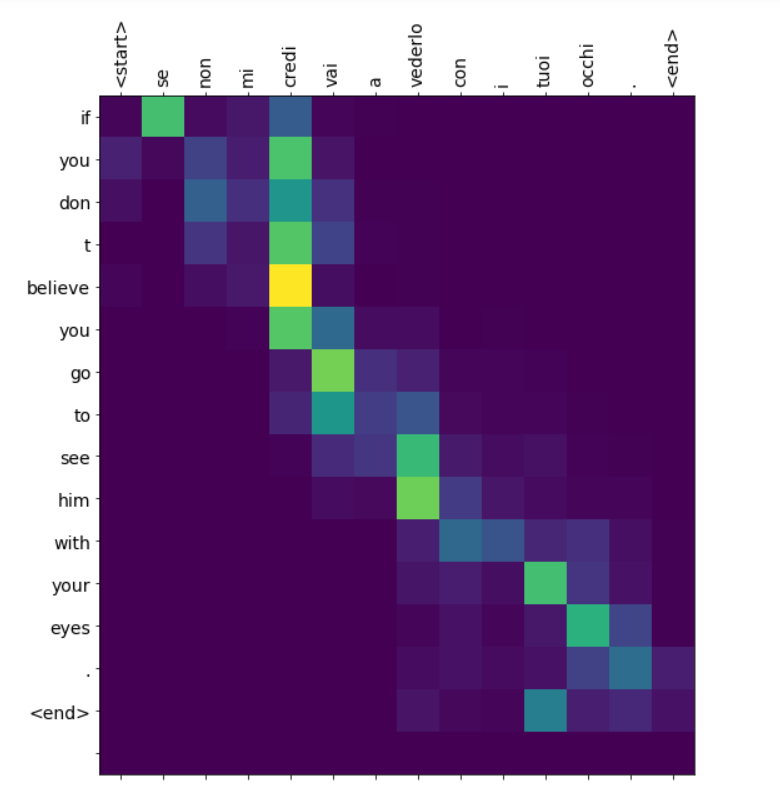 <start> se non mi credi vai a vederlo con i tuoi occhi . <end>
if
you
don
t
believe
you
go
to
see
him
with
your
eyes
.
<end>